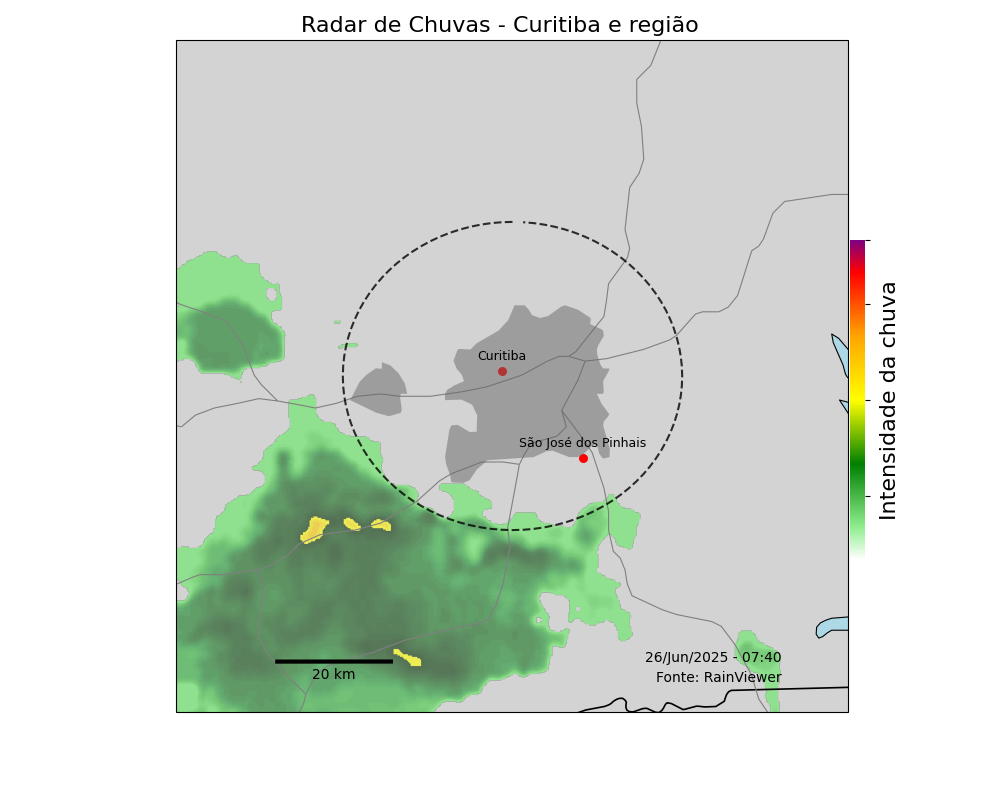 Radar de Chuvas - Curitiba e região
Curitiba
São José dos Pinhais
Intensidade da chuva
26/Jun/2025 - 07:40
20 km
Fonte: RainViewer